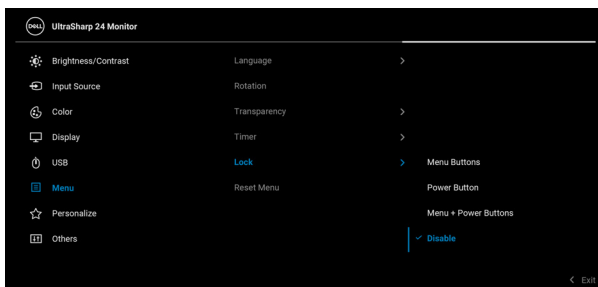 DELL UltraSharp 24 Monitor
Brightness/Contrast Language
Input Source Rotation
Color Transparency
Display Timer
USB Lock Menu Buttons
Menu Reset Menu Power Button
Personalize Menu + Power Buttons
Others Disable
Exit